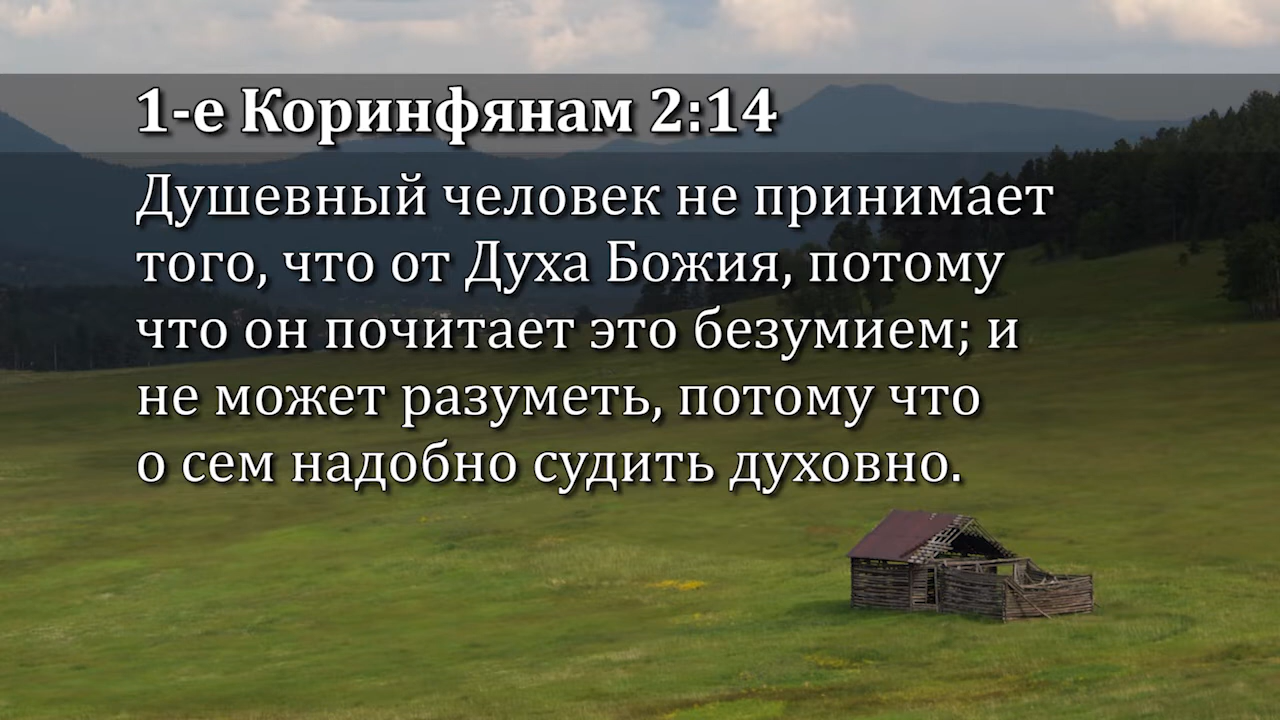 1-е Коринфянам 2:14
Душевный человек не принимает
того, что от Духа Божия, потому
что он почитает это безумием; и
не может разуметь, потому что
о сем надобно судить духовно.